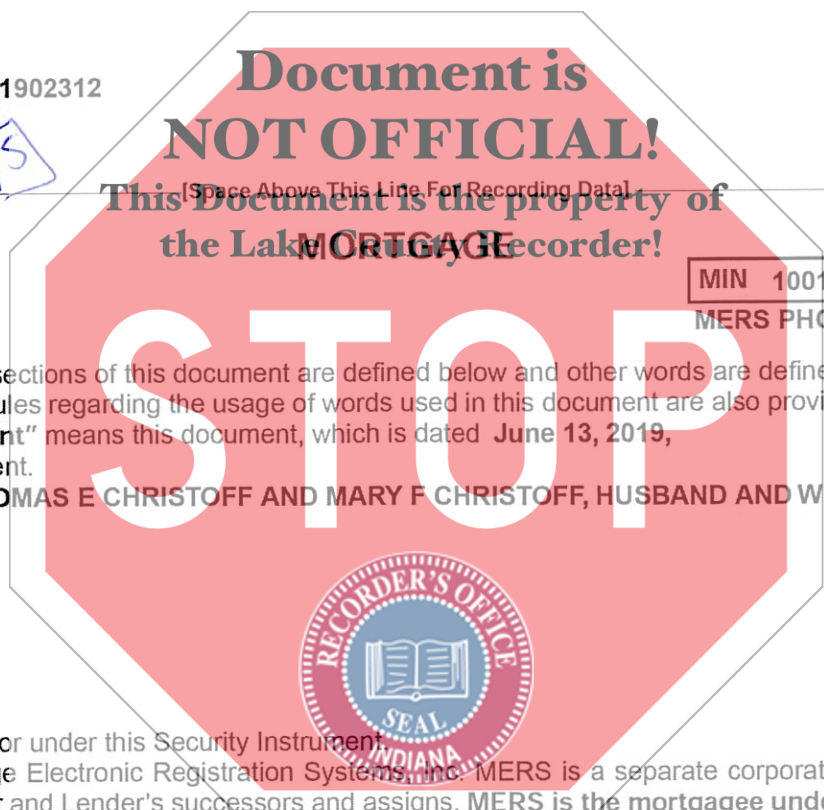 1902312
Document is
NOT OFFICIAL!
[Space Above This Line For Recording Data]
This Document is the property of
the Lake County Recorder!
MORTGAGE
MIN 1001
MERS PHO
sections of this document are defined below and other words are define
ules regarding the usage of words used in this document are also provi
nt" means this document, which is dated June 13, 2019,
ent.
OMAS E CHRISTOFF AND MARY F CHRISTOFF, HUSBAND AND W
STOP
RECORDER'S OFFICE
SEAL
INDIANA
or under this Security Instrument.
e Electronic Registration Systems, Inc. MERS is a separate corporat
and Lender's successors and assigns. MERS is the mortgagee unde